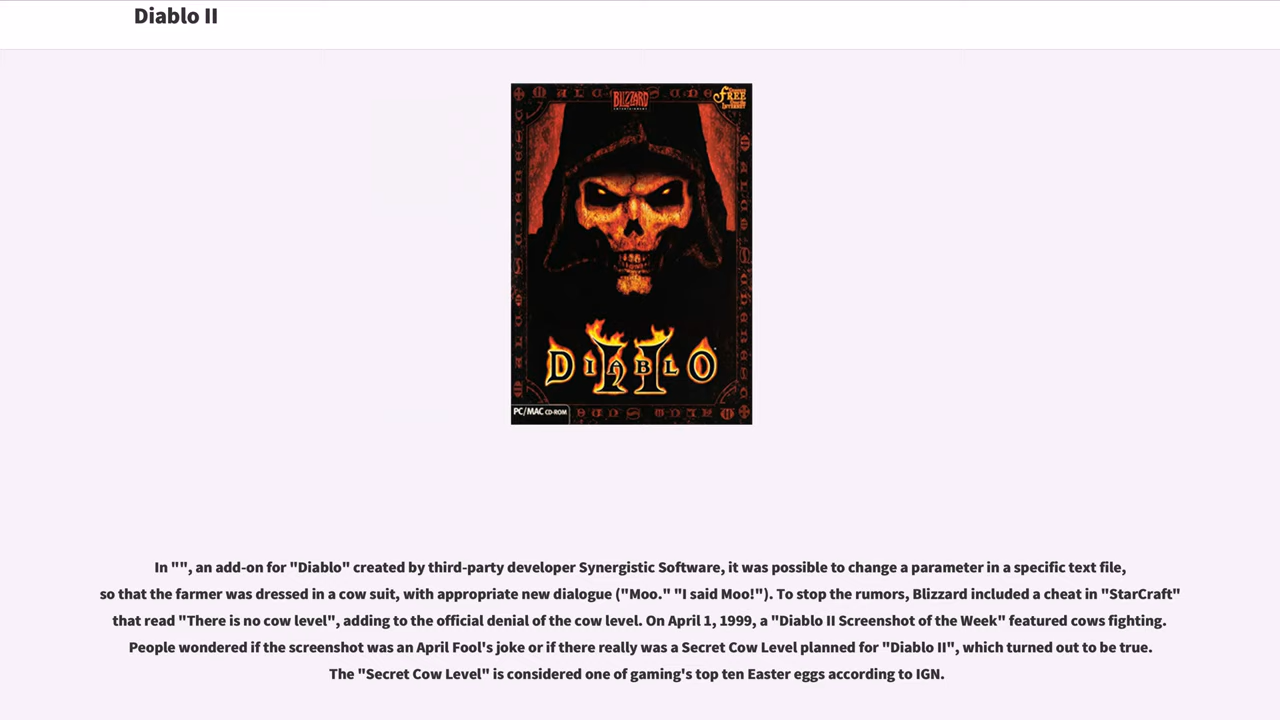 Diablo II
BLIZZARD
ENTERTAINMENT
FREE
DIABLO II
PC/MAC CD-ROM
In "", an add-on for "Diablo" created by third-party developer Synergistic Software, it was possible to change a parameter in a specific text file,
so that the farmer was dressed in a cow suit, with appropriate new dialogue ("Moo." "I said Moo!"). To stop the rumors, Blizzard included a cheat in "StarCraft"
that read "There is no cow level", adding to the official denial of the cow level. On April 1, 1999, a "Diablo II Screenshot of the Week" featured cows fighting.
People wondered if the screenshot was an April Fool's joke or if there really was a Secret Cow Level planned for "Diablo II", which turned out to be true.
The "Secret Cow Level" is considered one of gaming's top ten Easter eggs according to IGN.